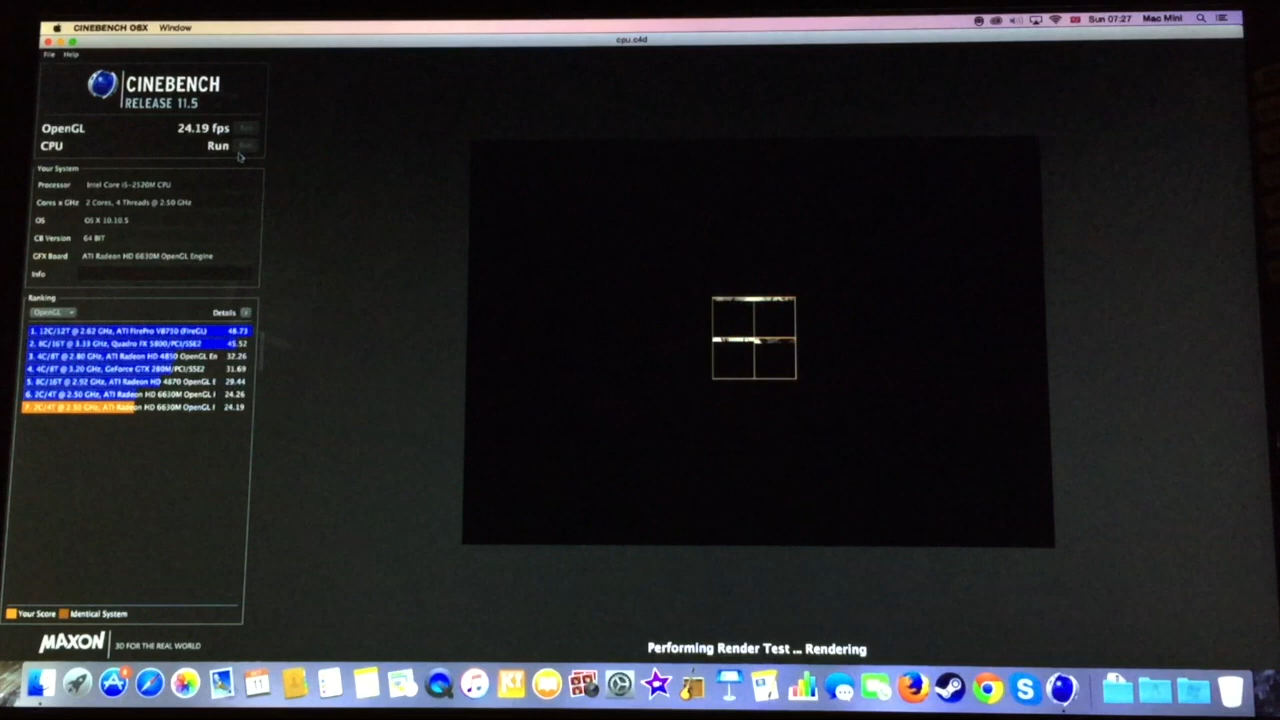 CINEBENCH OSX Window
Sun 07:27 Mac Mini
cpu.c4d
File Help
CINEBENCH
RELEASE 11.5
OpenGL 24.19 fps
CPU Run
Your System
Processor Intel Core i5-2520M CPU
Cores x GHz 2 Cores, 4 Threads @ 2.50 GHz
OS OS X 10.10.5
CB Version 64 BIT
GFX Board ATI Radeon HD 6630M OpenGL Engine
Info
Ranking
OpenGL Details
1. 12C/12T @ 2.62 GHz, ATI FirePro V8750 (FireGL) 48.73
2. 8C/16T @ 3.33 GHz, Quadro FX 5800/PCI/SSE2 45.52
3. 4C/8T @ 2.80 GHz, ATI Radeon HD 4850 OpenGL En 32.26
4. 4C/8T @ 3.20 GHz, GeForce GTX 280M/PCI/SSE2 31.69
5. 8C/16T @ 2.92 GHz, ATI Radeon HD 4870 OpenGL E 29.44
6. 2C/4T @ 2.50 GHz, ATI Radeon HD 6630M OpenGL 24.26
7. 2C/4T @ 2.50 GHz, ATI Radeon HD 6630M OpenGL 24.19
Your Score Identical System
MAXON 3D FOR THE REAL WORLD
Performing Render Test ... Rendering